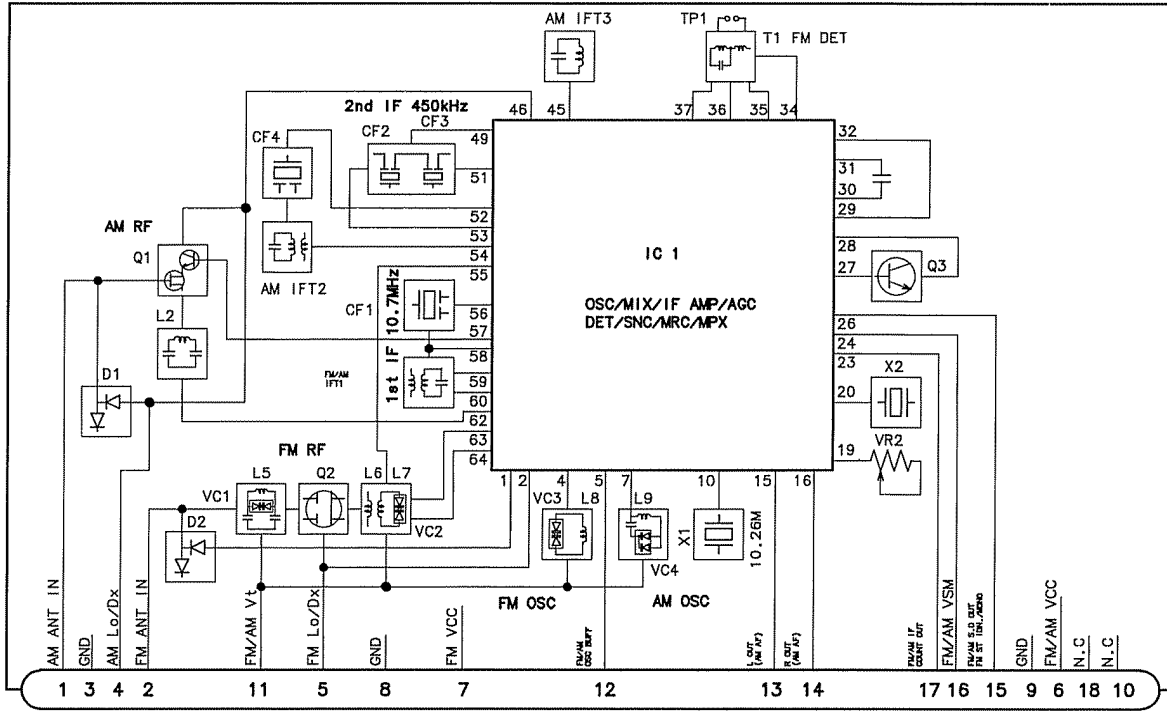 AM IFT3
TP1
T1 FM DET
46 45 37 36 35 34
2nd IF 450kHz
CF4 CF2 CF3
49
51
52
53
54
55
56
57
58
59
60
62
63
64
AM RF
Q1
AM IFT2
CF1
1st IF 10.7MHz
FM/AM
IFT1
L2
D1
IC 1
OSC/MIX/IF AMP/AGC
DET/SNC/MRC/MPX
32
31
30
29
28
27
Q3
26
24
23
20
X2
19
VR2
1 2 4 5 7 10 15 16
FM RF
VC1 L5 Q2 L6 L7
VC2
D2
VC3 L8 L9
VC4
X1
10.26M
FM OSC
AM OSC
AM ANT IN
GND
AM Lo/Dx
FM ANT IN
FM/AM Vt
FM Lo/Dx
GND
FM VCC
FM/AM
OSC BUFF
L OUT
(AM AF)
R OUT
(AM AF)
FM/AM IF
COUNT OUT
FM/AM VSM
FM/AM S.D OUT
FM ST IDN./MONO
GND
FM/AM VCC
N.C
N.C
1 3 4 2 11 5 8 7 12 13 14 17 16 15 9 6 18 10